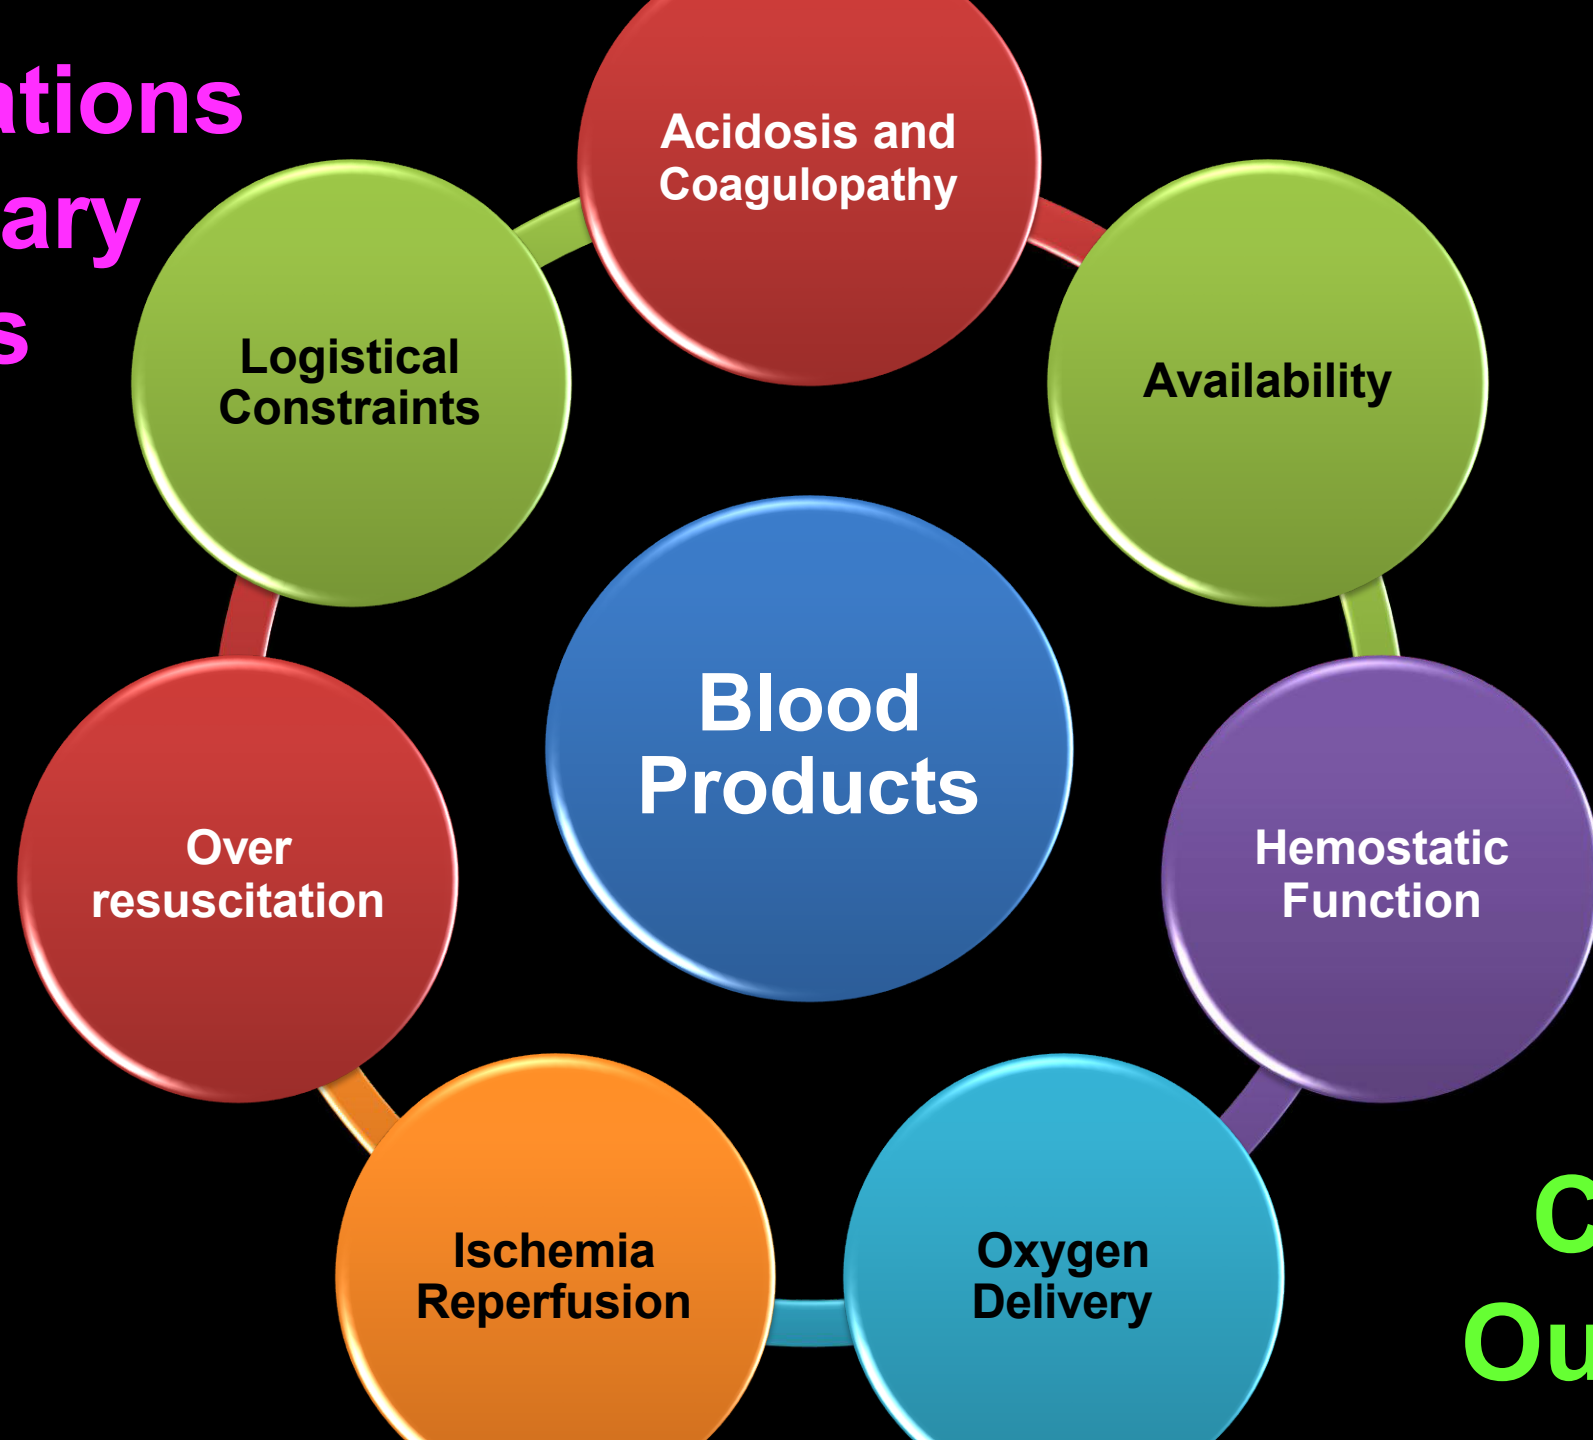 ations
ary
s
Acidosis and
Coagulopathy
Logistical
Constraints
Availability
Blood
Products
Over
resuscitation
Hemostatic
Function
Ischemia
Reperfusion
Oxygen
Delivery
C
Ou